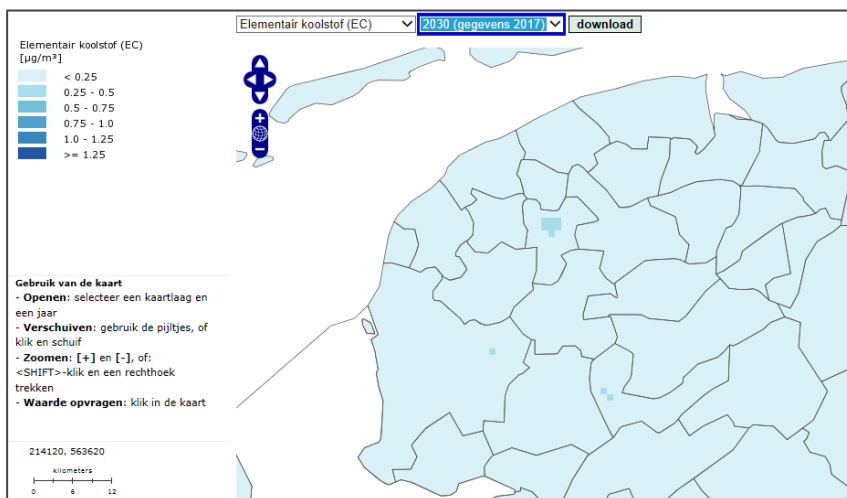 Elementair koolstof (EC)
2030 (gegevens 2017)
download
Elementair koolstof (EC)
[µg/m³]
< 0.25
0.25 - 0.5
0.5 - 0.75
0.75 - 1.0
1.0 - 1.25
>= 1.25
Gebruik van de kaart
- Openen: selecteer een kaartlaag en
een jaar
- Verschuiven: gebruik de pijltjes, of
klik en schuif
- Zoomen: [+] en [-], of:
<SHIFT>-klik en een rechthoek
trekken
- Waarde opvragen: klik in de kaart
214120, 563620
kilometers
0 6 12